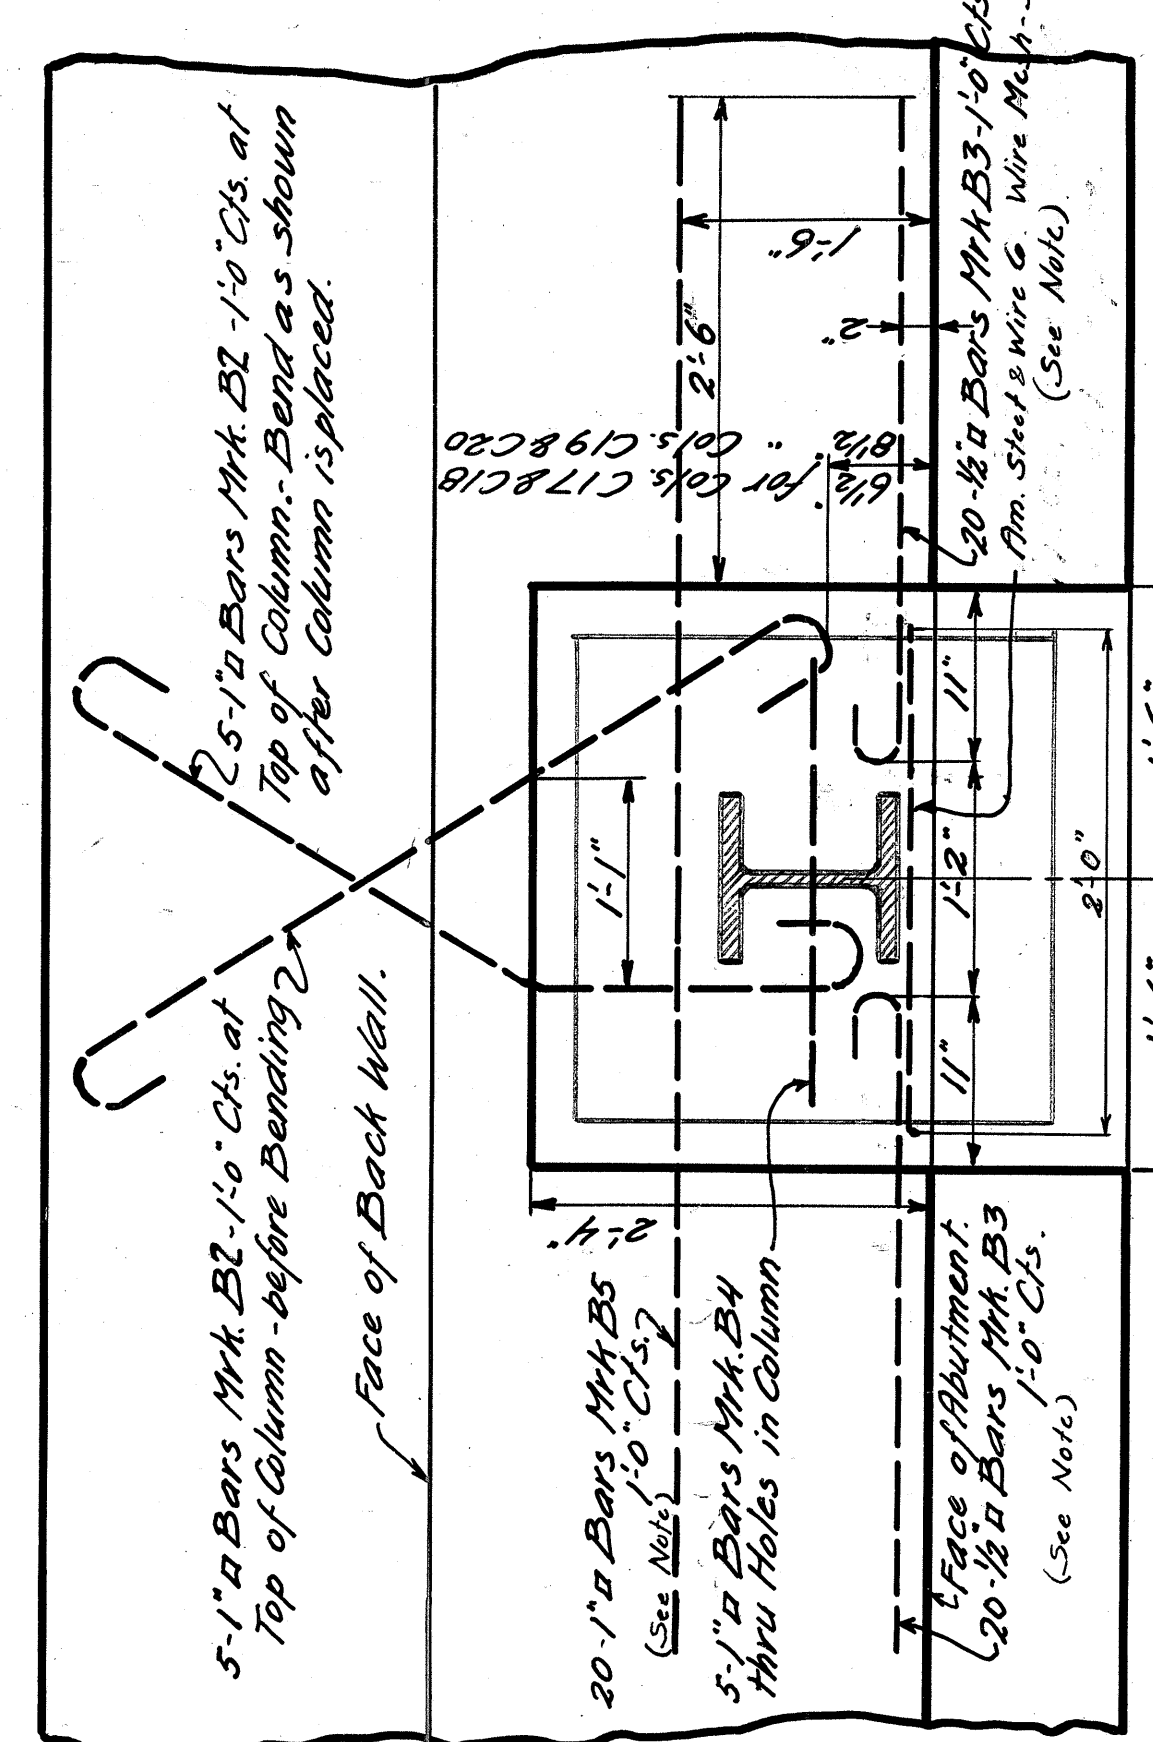 5-1"⌑ Bars Mrk. B2-1'-0" Cts. at
Top of Column-before Bending
5-1"⌑ Bars Mrk. B2-1'-0" Cts. at
Top of Column.-Bend as shown
after Column is placed.
Face of Back Wall.
8½" " Cols. C19 & C20
6½" for Cols. C17 & C18
2'-6"
1'-6"
2"
1'-1"
2'-4"
20-1"⌑ Bars Mrk B5
1'-0" Cts.
(See Note)
5-1"⌑ Bars Mrk. B4
thru Holes in Column
11"
1'-2"
11"
2'-0"
Face of Abutment.
20-½"⌑ Bars Mrk. B3
1'-0" Cts.
(See Note)
20-½"⌑ Bars Mrk B3-1'-0" Cts
Am. Steel & Wire Co. Wire Mesh-
(See Note)